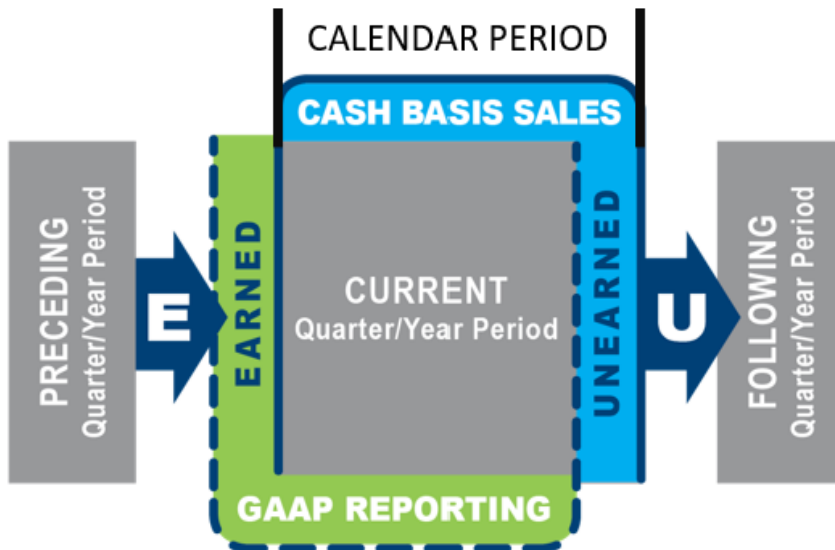 CALENDAR PERIOD
CASH BASIS SALES
PRECEDING
Quarter/Year Period
E
EARNED
CURRENT
Quarter/Year Period
UNEARNED
U
FOLLOWING
Quarter/Year Period
GAAP REPORTING